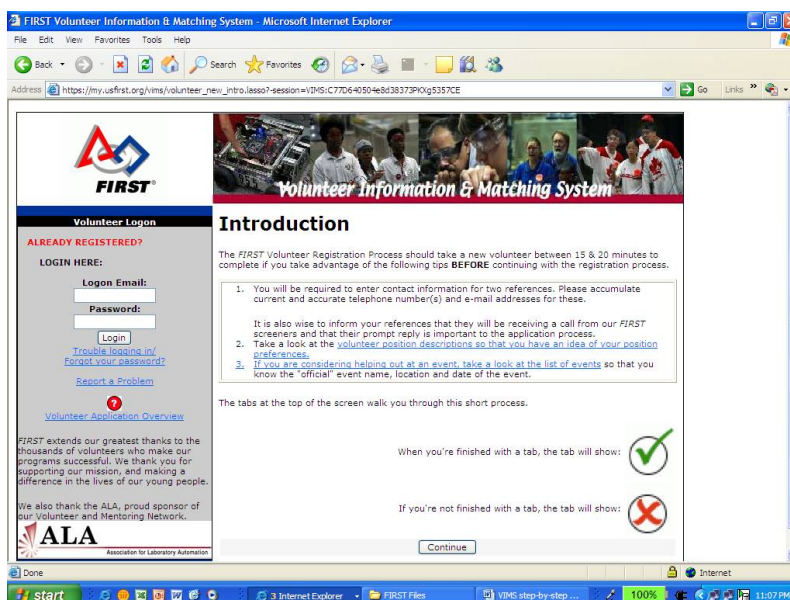 FIRST Volunteer Information & Matching System - Microsoft Internet Explorer
File Edit View Favorites Tools Help
Back Search Favorites
Address https://my.usfirst.org/vims/volunteer_new_intro.lasso?-session=VIMS:C77D640504e8d38373PKXg5357CE Go Links »
FIRST®
Volunteer Information & Matching System
Volunteer Logon
ALREADY REGISTERED?
LOGIN HERE:
Logon Email:
Password:
Login
Trouble logging in/
Forgot your password?
Report a Problem
?
Volunteer Application Overview
FIRST extends our greatest thanks to the
thousands of volunteers who make our
programs successful. We thank you for
supporting our mission, and making a
difference in the lives of our young people.
We also thank the ALA, proud sponsor of
our Volunteer and Mentoring Network.
ALA
Association for Laboratory Automation
Introduction
The FIRST Volunteer Registration Process should take a new volunteer between 15 & 20 minutes to
complete if you take advantage of the following tips BEFORE continuing with the registration process.
1. You will be required to enter contact information for two references. Please accumulate
current and accurate telephone number(s) and e-mail addresses for these.
It is also wise to inform your references that they will be receiving a call from our FIRST
screeners and that their prompt reply is important to the application process.
2. Take a look at the volunteer position descriptions so that you have an idea of your position
preferences.
3. If you are considering helping out at an event, take a look at the list of events so that you
know the "official" event name, location and date of the event.
The tabs at the top of the screen walk you through this short process.
When you're finished with a tab, the tab will show:
If you're not finished with a tab, the tab will show:
Continue
Done Internet
start 3 Internet Explorer FIRST Files VIMS step-by-step ... 100% 11:07 PM